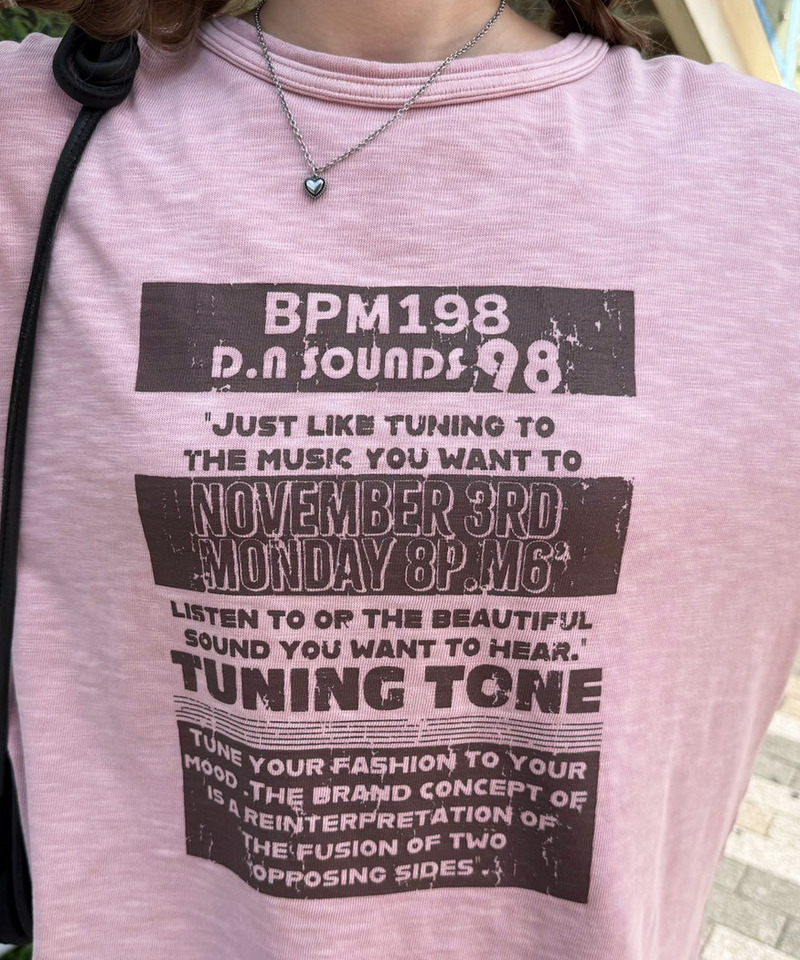 BPM198
D.N SOUNDS 98
"JUST LIKE TUNING TO
THE MUSIC YOU WANT TO
NOVEMBER 3RD
MONDAY 8P.M6'
LISTEN TO OR THE BEAUTIFUL
SOUND YOU WANT TO HEAR."
TUNING TONE
TUNE YOUR FASHION TO YOUR
MOOD.THE BRAND CONCEPT OF
IS A REINTERPRETATION OF
THE FUSION OF TWO
OPPOSING SIDES".